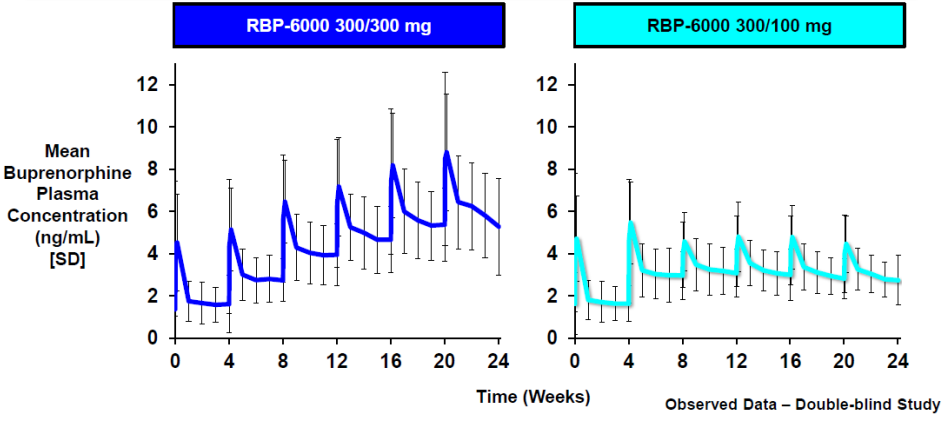 RBP-6000 300/300 mg
RBP-6000 300/100 mg
Mean
Buprenorphine
Plasma
Concentration
(ng/mL)
[SD]
12
10
8
6
4
2
0
0 4 8 12 16 20 24
12
10
8
6
4
2
0
0 4 8 12 16 20 24
Time (Weeks)
Observed Data – Double-blind Study